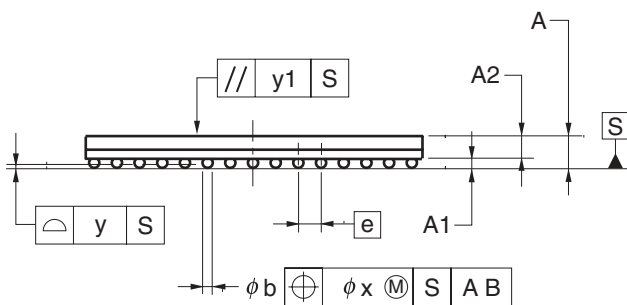 A
A2
// y1 S
S
⌓ y S
e
A1
φb ⌖ φx Ⓜ S A B